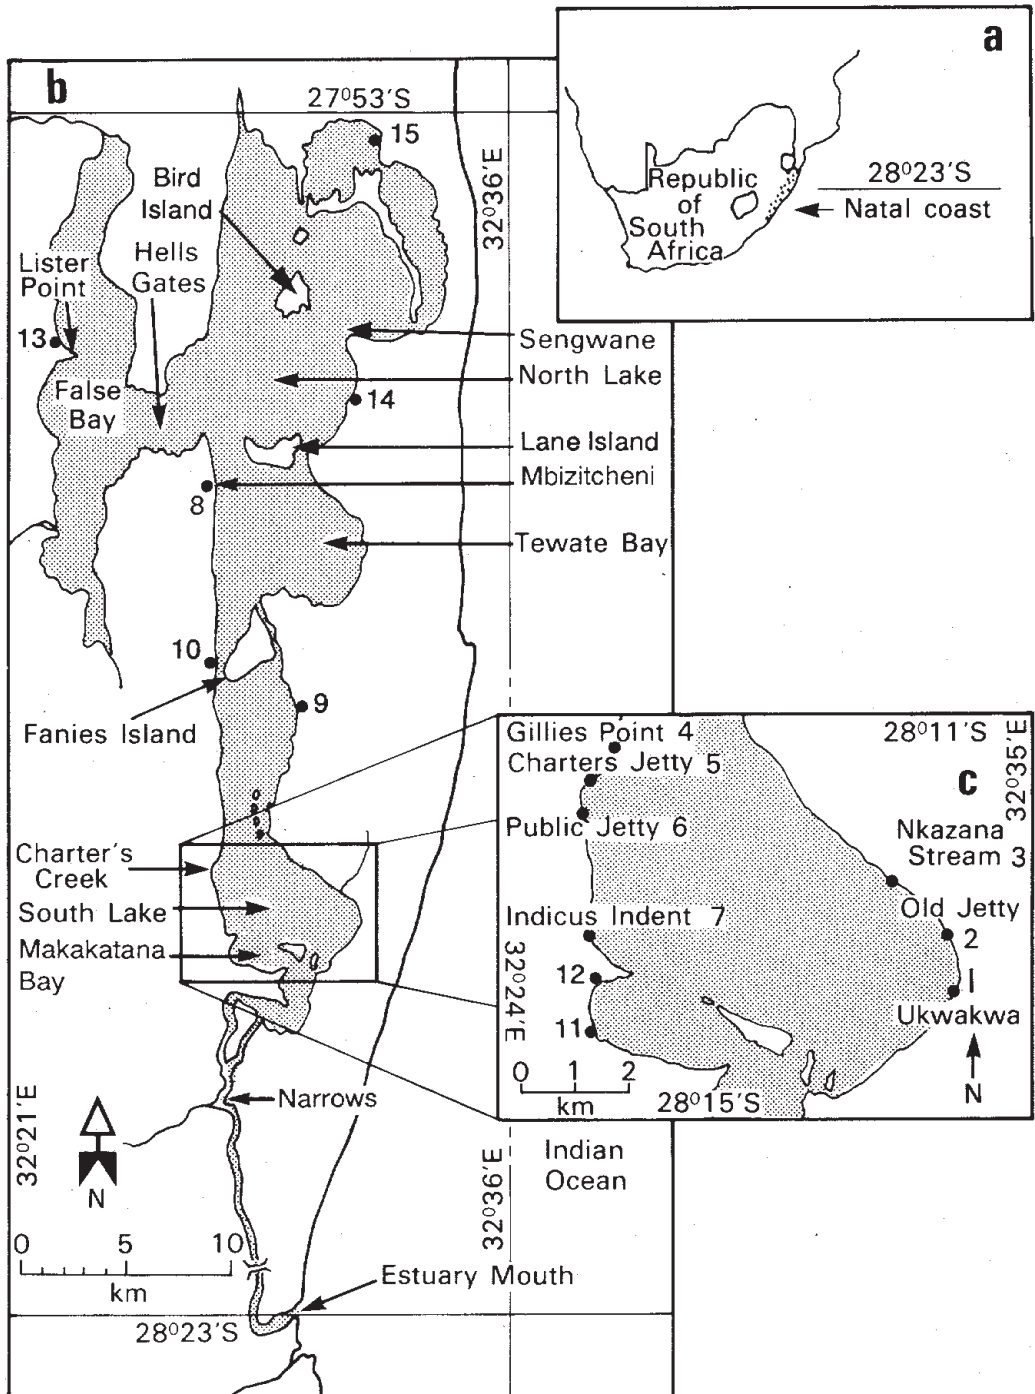 a
Republic
of
South
Africa
28°23'S
Natal coast
b
27°53'S
15
32°36'E
Bird
Island
Hells
Gates
Lister
Point
13
False
Bay
Sengwane
North Lake
14
Lane Island
Mbizitcheni
8
Tewate Bay
10
9
Fanies Island
Charter's
Creek
South Lake
Makakatana
Bay
Narrows
32°21'E
N
0 5 10
km
Estuary Mouth
28°23'S
32°36'E
Indian
Ocean
Gillies Point 4
Charters Jetty 5
Public Jetty 6
28°11'S
32°35'E
c
Nkazana
Stream 3
Old Jetty
2
Indicus Indent 7
32°24'E
12
11
1
Ukwakwa
N
0 1 2
km
28°15'S